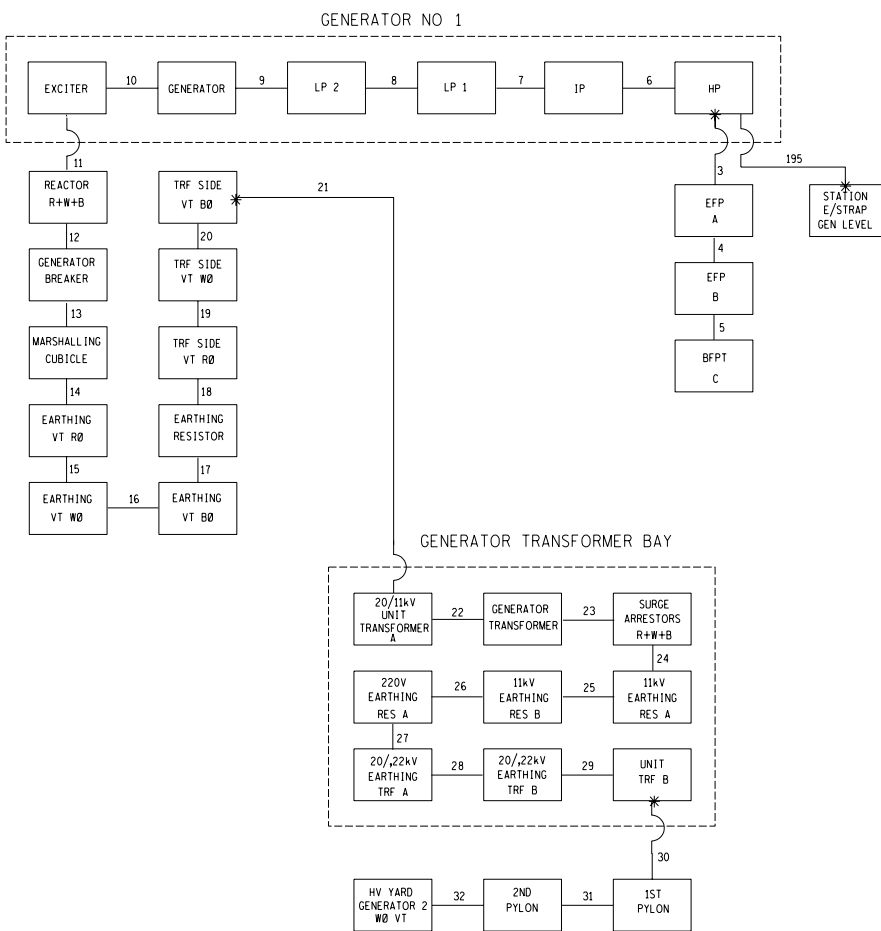 GENERATOR NO 1
EXCITER
10
GENERATOR
9
LP 2
8
LP 1
7
IP
6
HP
11
3
195
REACTOR
R+W+B
12
GENERATOR
BREAKER
13
MARSHALLING
CUBICLE
14
EARTHING
VT RØ
15
EARTHING
VT WØ
16
EARTHING
VT BØ
17
EARTHING
RESISTOR
18
TRF SIDE
VT RØ
19
TRF SIDE
VT WØ
20
TRF SIDE
VT BØ
21
EFP
A
4
EFP
B
5
BFPT
C
STATION
E/STRAP
GEN LEVEL
GENERATOR TRANSFORMER BAY
20/11kV
UNIT
TRANSFORMER
A
22
GENERATOR
TRANSFORMER
23
SURGE
ARRESTORS
R+W+B
24
220V
EARTHING
RES A
26
11kV
EARTHING
RES B
25
11kV
EARTHING
RES A
27
20/,22kV
EARTHING
TRF A
28
20/,22kV
EARTHING
TRF B
29
UNIT
TRF B
30
HV YARD
GENERATOR 2
WØ VT
32
2ND
PYLON
31
1ST
PYLON